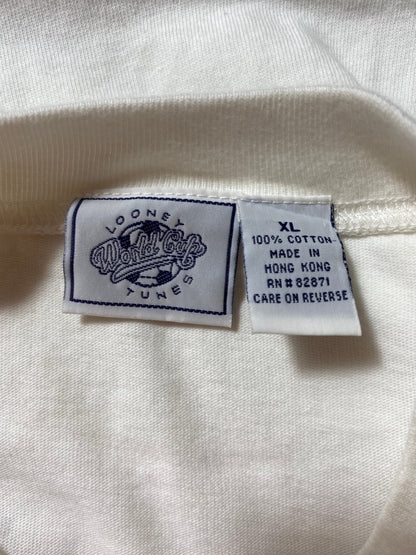 LOONEY
World Cup
TUNES
XL
100% COTTON
MADE IN
HONG KONG
RN# 82871
CARE ON REVERSE